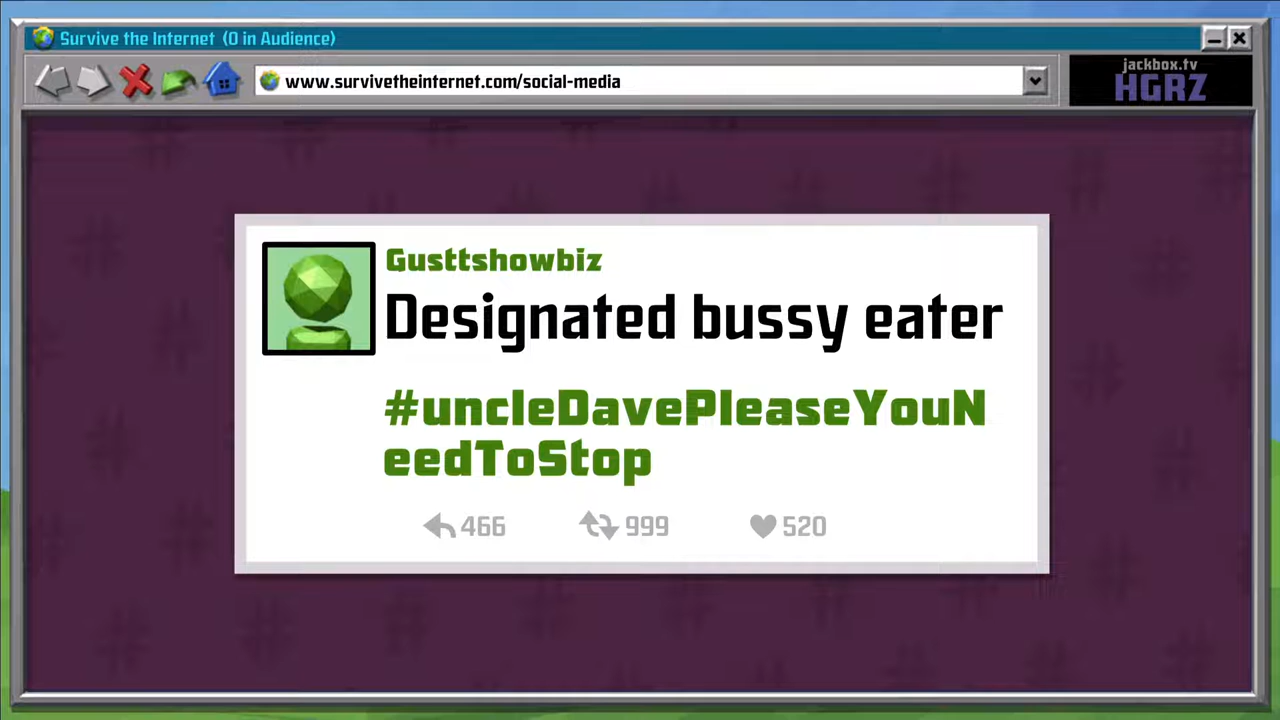 Survive the Internet (0 in Audience)
www.survivetheinternet.com/social-media
jackbox.tv
HGRZ
Gusttshowbiz
Designated bussy eater
#uncleDavePleaseYouN
eedToStop
466 999 520